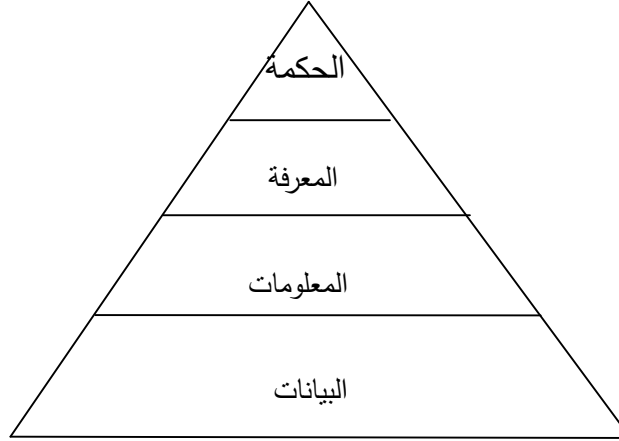 الحكمة
المعرفة
المعلومات
البيانات